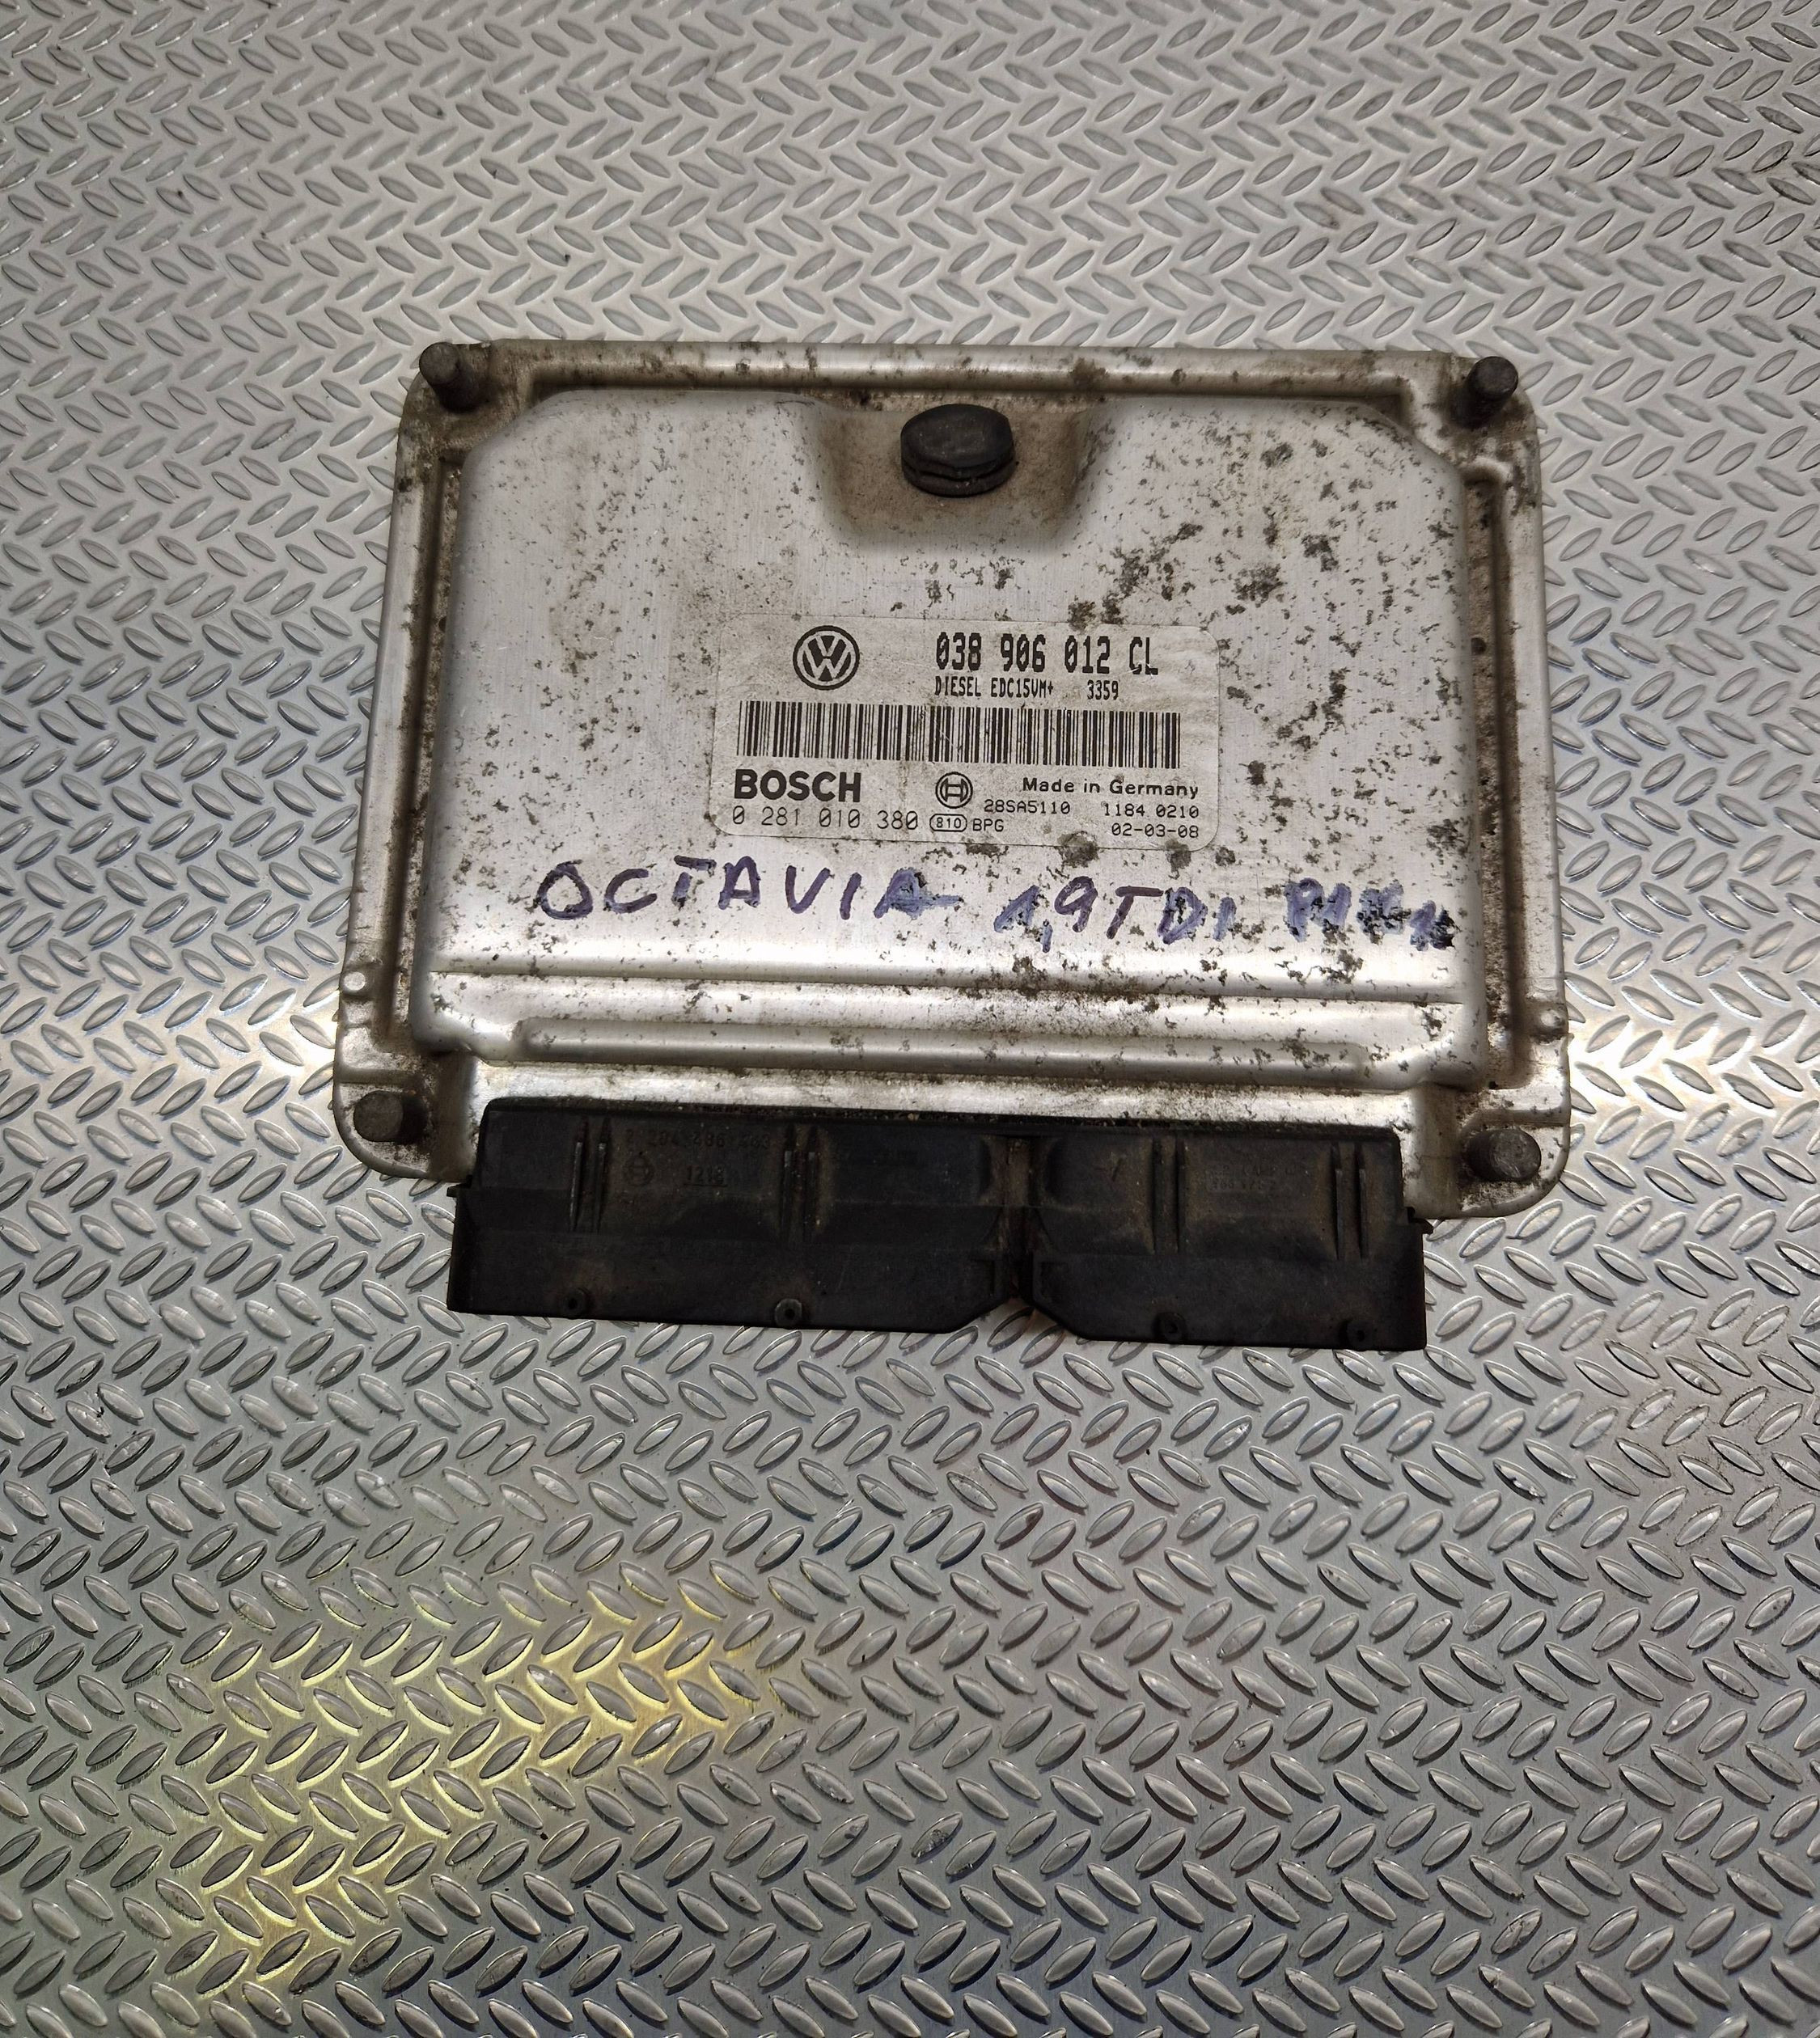 038 906 012 CL
DIESEL EDC15VM+ 3359
BOSCH Made in Germany
28SA5110 1184 0210
0 281 010 380 810 BPG 02-03-08
OCTAVIA 1,9TDI